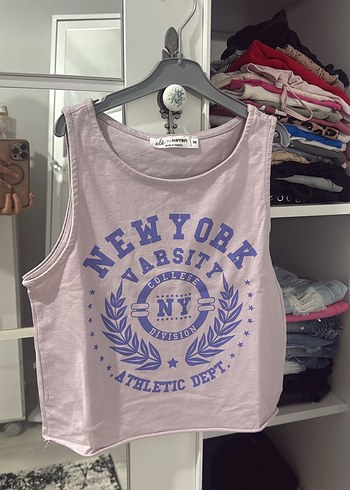 NEW YORK
VARSITY
COLLEGE
NY
DIVISION
ATHLETIC DEPT.